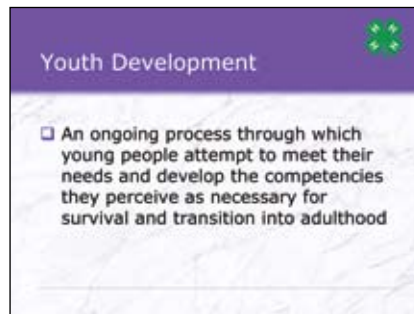 Youth Development
An ongoing process through which
young people attempt to meet their
needs and develop the competencies
they perceive as necessary for
survival and transition into adulthood